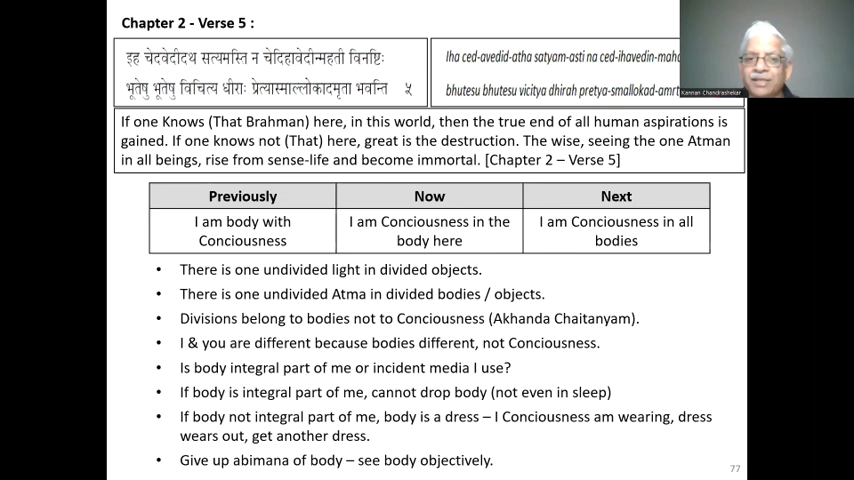 Chapter 2 - Verse 5 :
इह चेदवेदीदथ सत्यमस्ति न चेदिहावेदीन्महती विनष्टिः
भूतेषु भूतेषु विचित्य धीराः प्रेत्यास्माल्लोकादमृता भवन्ति ५
Iha ced-avedid-atha satyam-asti na ced-ihavedin-maha
bhutesu bhutesu vicitya dhirah pretya-smallokad-amrt
Kannan Chandrashekar
If one Knows (That Brahman) here, in this world, then the true end of all human aspirations is
gained. If one knows not (That) here, great is the destruction. The wise, seeing the one Atman
in all beings, rise from sense-life and become immortal. [Chapter 2 – Verse 5]
Previously Now Next
I am body with I am Conciousness in the I am Conciousness in all
Conciousness body here bodies
• There is one undivided light in divided objects.
• There is one undivided Atma in divided bodies / objects.
• Divisions belong to bodies not to Conciousness (Akhanda Chaitanyam).
• I & you are different because bodies different, not Conciousness.
• Is body integral part of me or incident media I use?
• If body is integral part of me, cannot drop body (not even in sleep)
• If body not integral part of me, body is a dress – I Conciousness am wearing, dress
wears out, get another dress.
• Give up abimana of body – see body objectively.
77